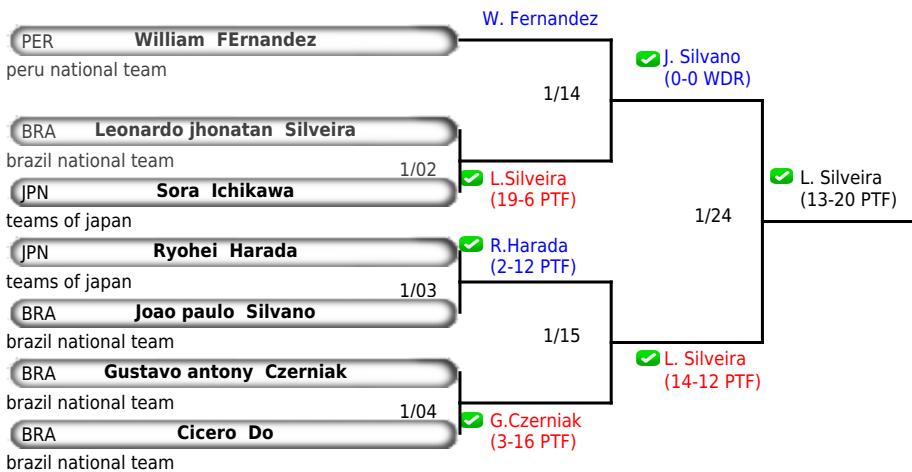 W. Fernandez
PER William FErnandez
peru national team
J. Silvano
(0-0 WDR)
1/14
BRA Leonardo jhonatan Silveira
brazil national team
1/02
JPN Sora Ichikawa
teams of japan
L.Silveira
(19-6 PTF)
L. Silveira
(13-20 PTF)
1/24
JPN Ryohei Harada
teams of japan
R.Harada
(2-12 PTF)
1/03
BRA Joao paulo Silvano
brazil national team
1/15
BRA Gustavo antony Czerniak
brazil national team
L. Silveira
(14-12 PTF)
1/04
BRA Cicero Do
brazil national team
G.Czerniak
(3-16 PTF)